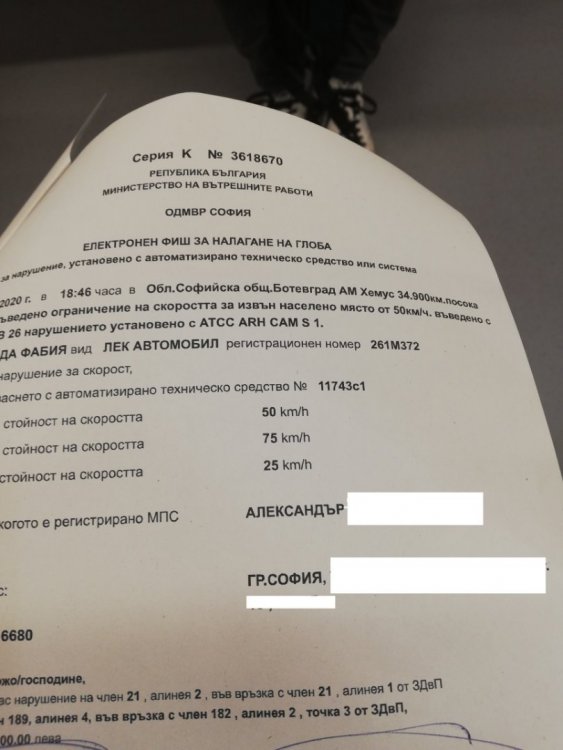 Серия К № 3618670
РЕПУБЛИКА БЪЛГАРИЯ
МИНИСТЕРСТВО НА ВЪТРЕШНИТЕ РАБОТИ
ОДМВР СОФИЯ
ЕЛЕКТРОНЕН ФИШ ЗА НАЛАГАНЕ НА ГЛОБА
за нарушение, установено с автоматизирано техническо средство или система
2020 г. в 18:46 часа в Обл.Софийска общ.Ботевград АМ Хемус 34.900км.посока
ъведено ограничение на скоростта за извън населено място от 50км/ч. въведено с
В 26 нарушението установено с АТСС ARH CAM S 1.
ДА ФАБИЯ вид ЛЕК АВТОМОБИЛ регистрационен номер 261М372
нарушение за скорост,
заснето с автоматизирано техническо средство № 11743c1
стойност на скоростта 50 km/h
стойност на скоростта 75 km/h
стойност на скоростта 25 km/h
когото е регистрирано МПС АЛЕКСАНДЪР
ГР.СОФИЯ,
с:
6680
жо/господине,
ас нарушение на член 21 , алинея 2 , във връзка с член 21 , алинея 1 от ЗДвП
н 189, алинея 4, във връзка с член 182 , алинея 2 , точка 3 от ЗДвП,
00.00 лева